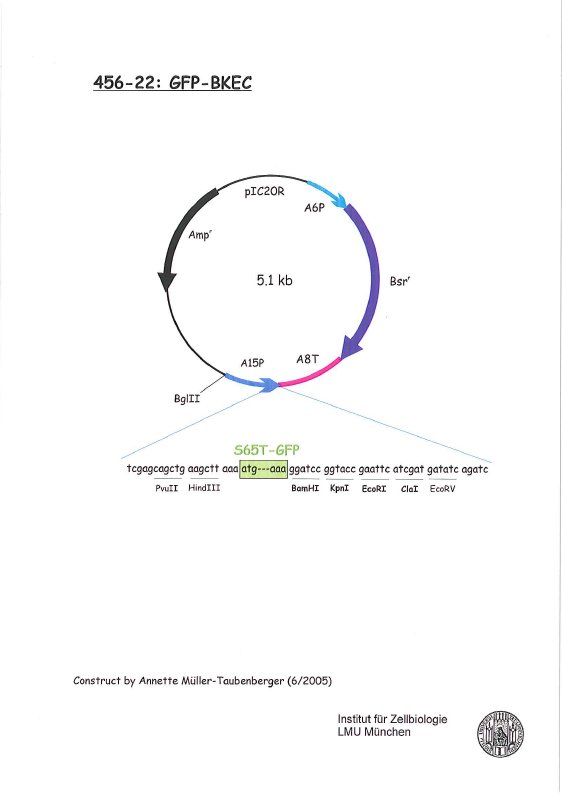 456-22: GFP-BKEC
pIC20R
A6P
Ampr
5.1 kb
Bsrr
A15P
A8T
BglII
S65T-GFP
tcgagcagctg aagctt aaa atg---aaa ggatcc ggtacc gaattc atcgat gatatc agatc
PvuII HindIII BamHI KpnI EcoRI ClaI EcoRV
Construct by Annette Müller-Taubenberger (6/2005)
Institut für Zellbiologie
LMU München